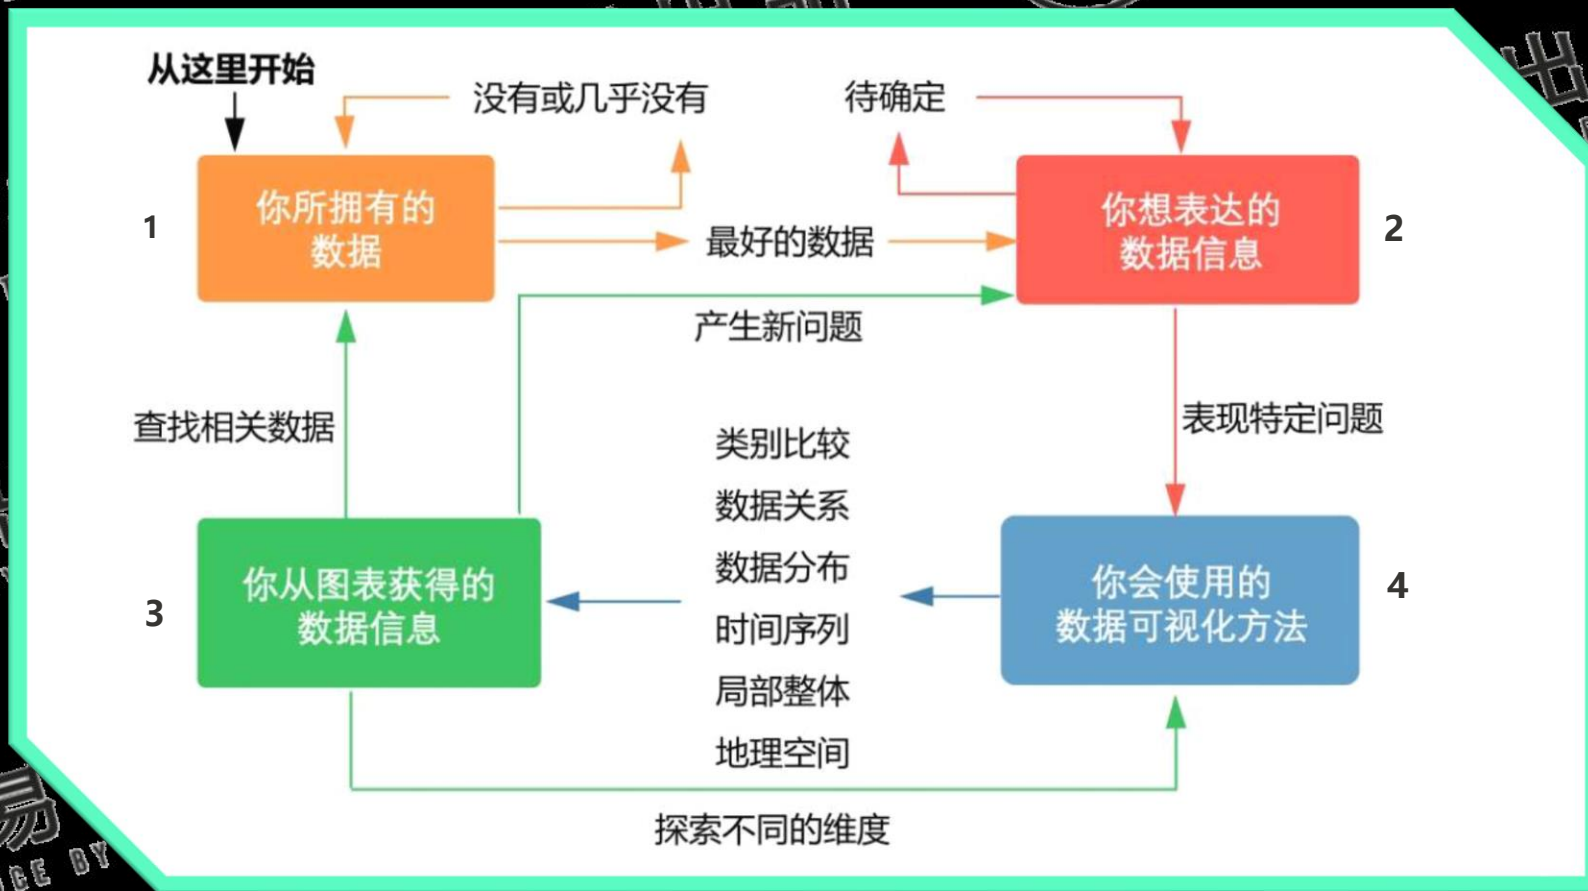 从这里开始
没有或几乎没有
待确定
你所拥有的
数据
1
最好的数据
你想表达的
数据信息
2
产生新问题
查找相关数据
表现特定问题
类别比较
数据关系
数据分布
时间序列
局部整体
地理空间
你从图表获得的
数据信息
3
你会使用的
数据可视化方法
4
探索不同的维度
出
易
CE BY